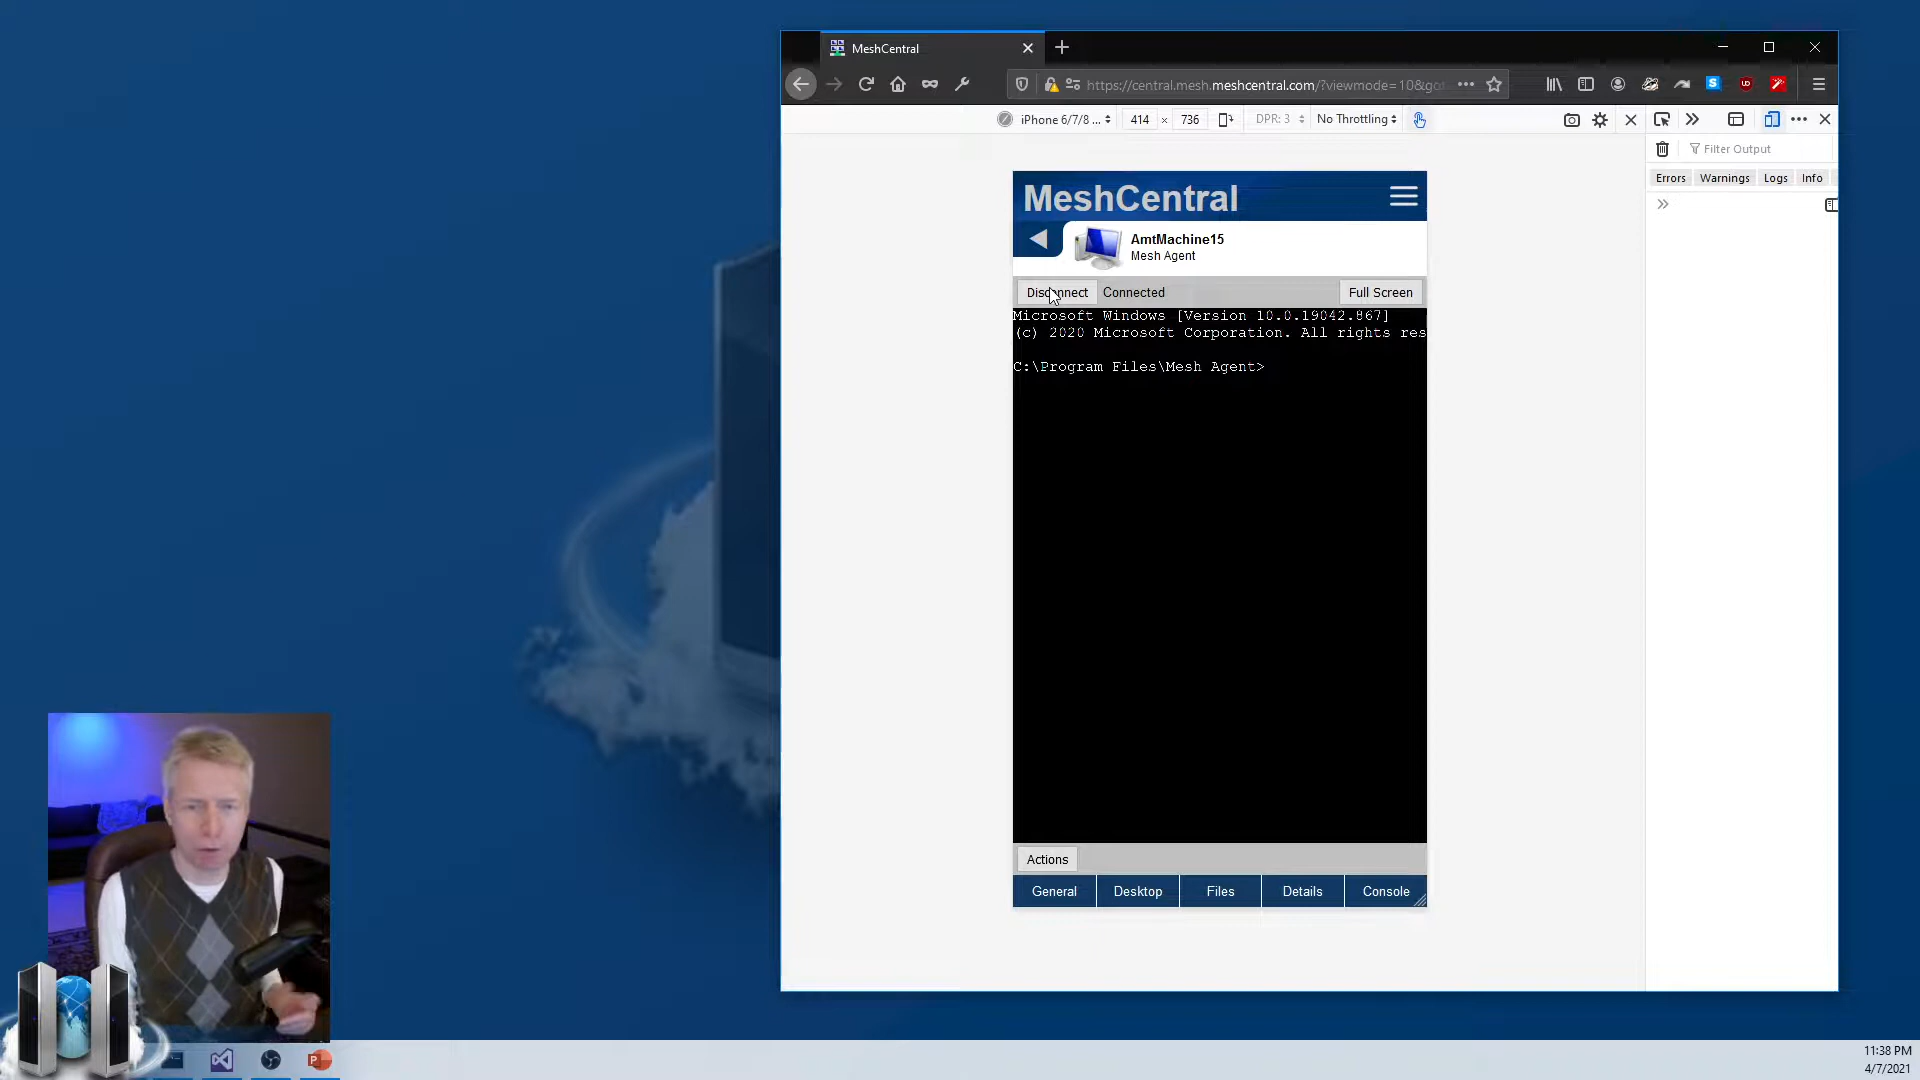 MeshCentral
https://central.mesh.meshcentral.com/?viewmode=10&go
iPhone 6/7/8 ... 414 × 736 DPR: 3 No Throttling
Filter Output
Errors Warnings Logs Info
MeshCentral
AmtMachine15
Mesh Agent
Disconnect Connected Full Screen
Microsoft Windows [Version 10.0.19042.867]
(c) 2020 Microsoft Corporation. All rights res
C:\Program Files\Mesh Agent>
Actions
General Desktop Files Details Console
11:38 PM
4/7/2021